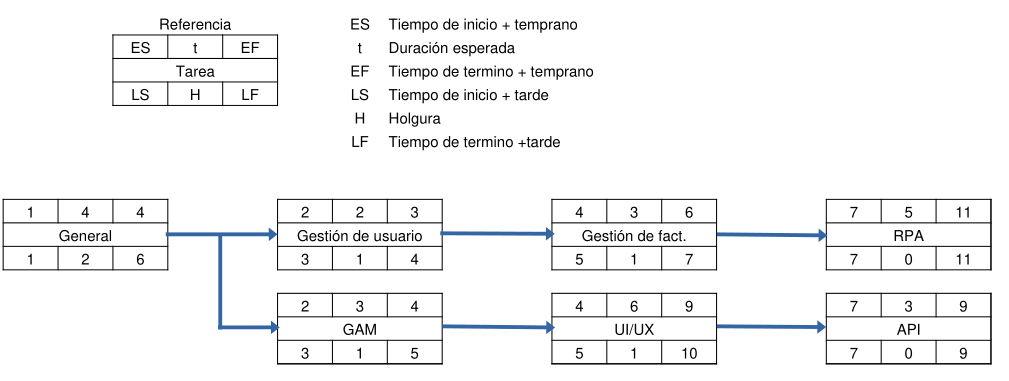 Referencia
ES t EF
Tarea
LS H LF
ES Tiempo de inicio + temprano
t Duración esperada
EF Tiempo de termino + temprano
LS Tiempo de inicio + tarde
H Holgura
LF Tiempo de termino +tarde
1 4 4
General
1 2 6
2 2 3
Gestión de usuario
3 1 4
4 3 6
Gestión de fact.
5 1 7
7 5 11
RPA
7 0 11
2 3 4
GAM
3 1 5
4 6 9
UI/UX
5 1 10
7 3 9
API
7 0 9